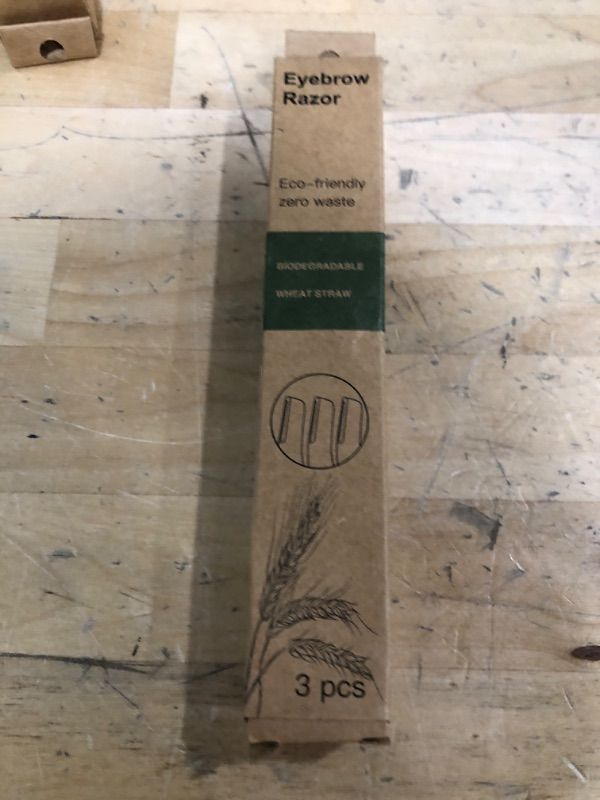 Eyebrow
Razor
Eco-friendly
zero waste
BIODEGRADABLE
WHEAT STRAW
3 pcs